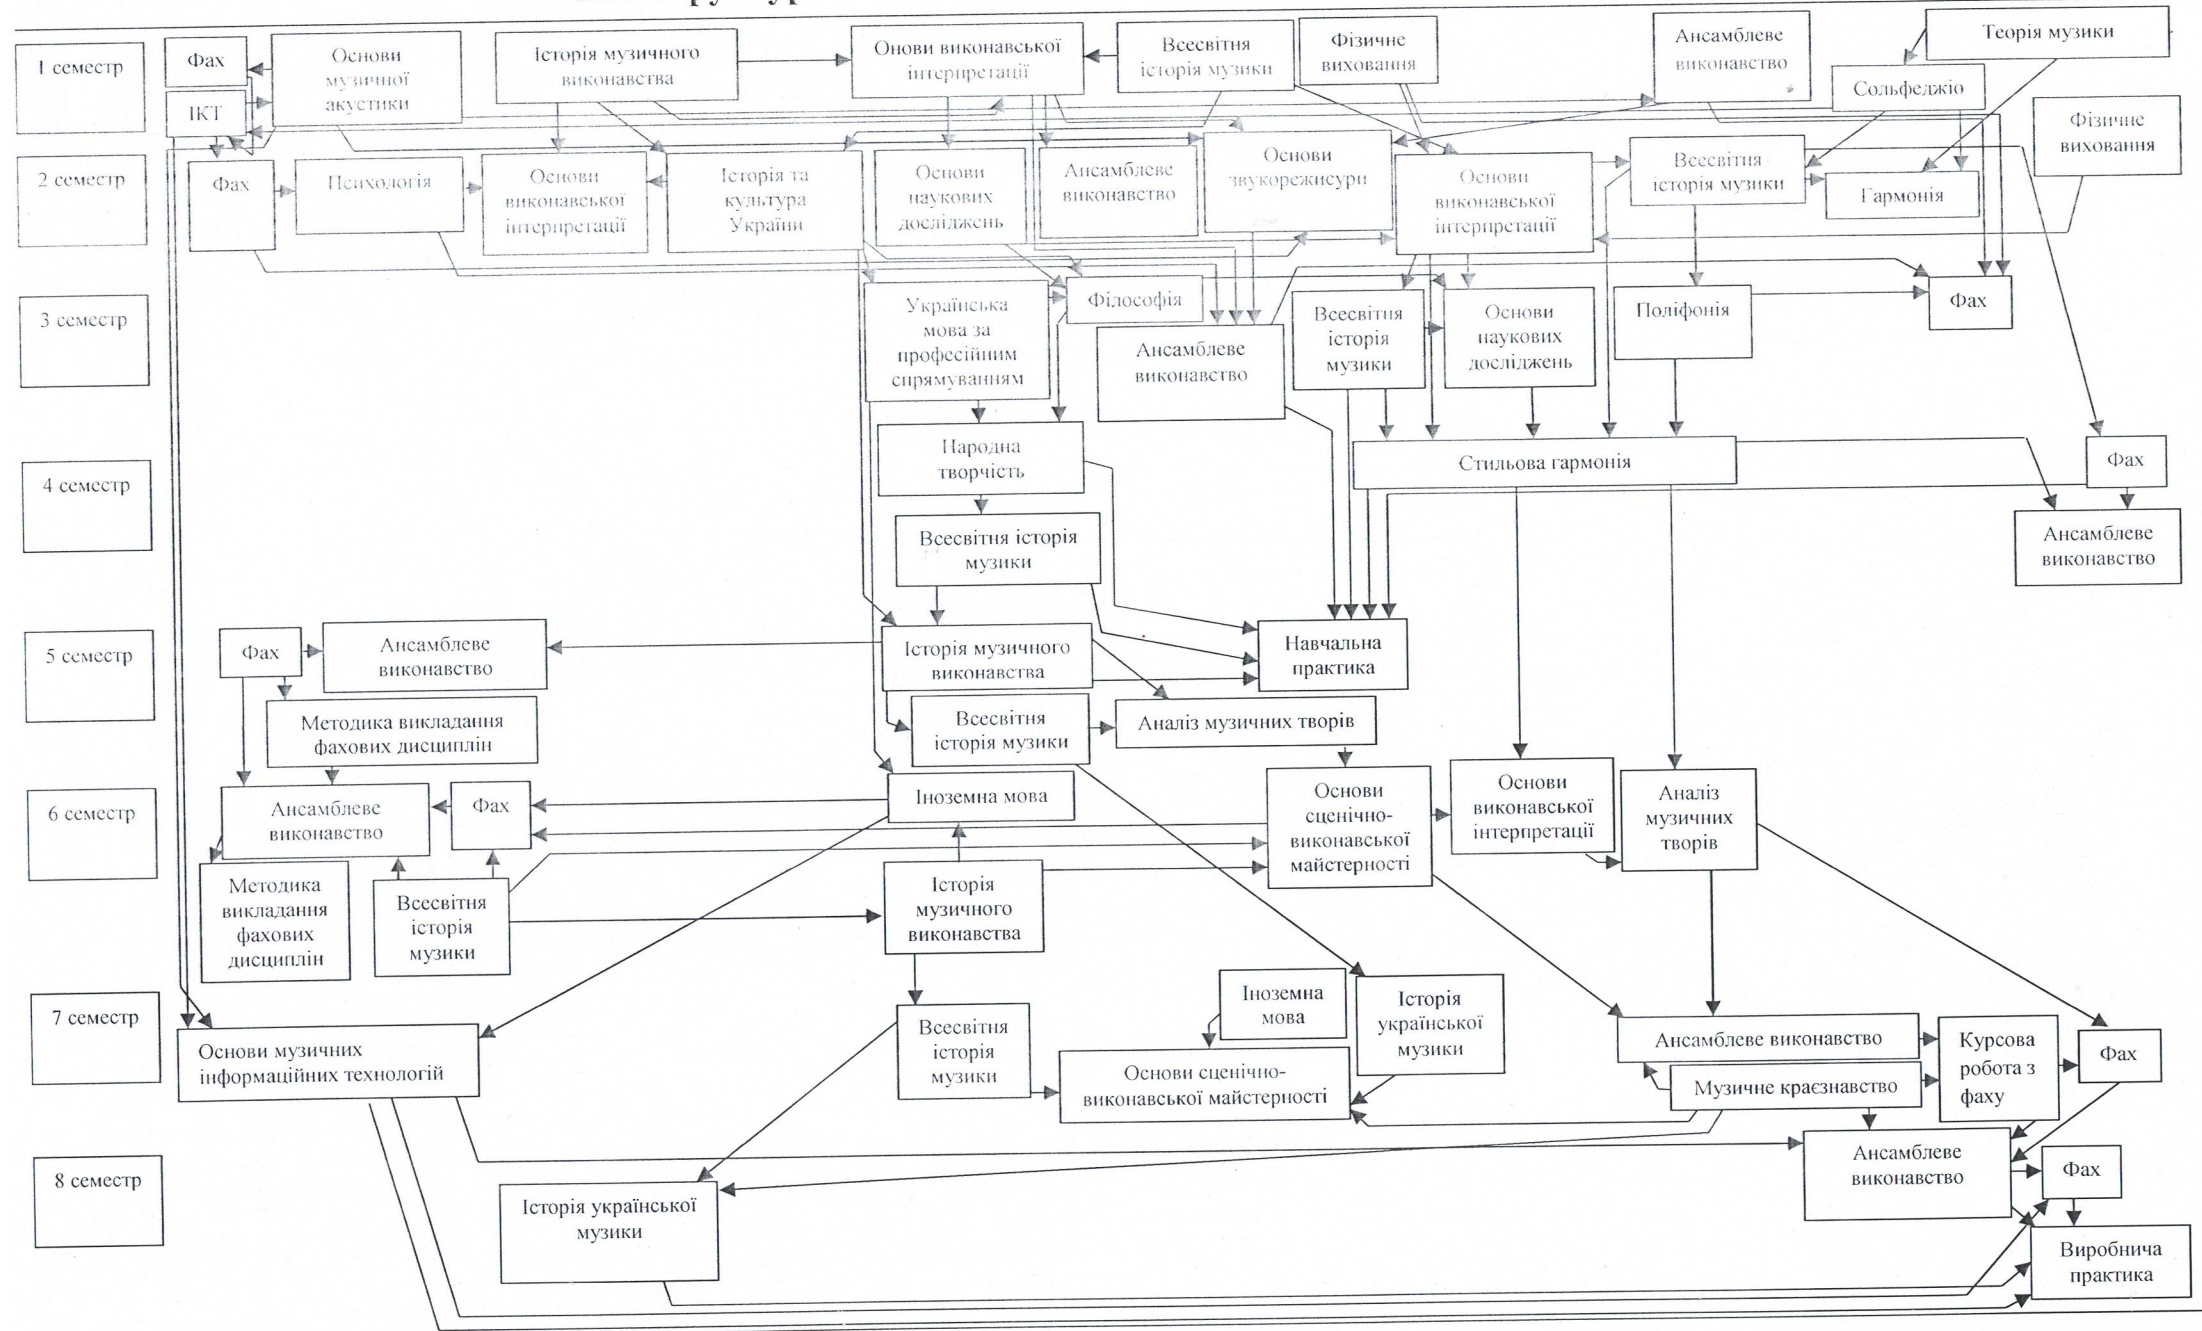 1 семестр
Фах
ІКТ
Основи
музичної
акустики
Історія музичного
виконавства
Онови виконавської
інтерпретації
Всесвітня
історія музики
Фізичне
виховання
Ансамблеве
виконавство
Теорія музики
Сольфеджіо
Фізичне
виховання
2 семестр
Фах
Психологія
Основи
виконавської
інтерпретації
Історія та
культура
України
Основи
наукових
досліджень
Ансамблеве
виконавство
Основи
звукорежисури
Основи
виконавської
інтерпретації
Всесвітня
історія музики
Гармонія
3 семестр
Українська
мова за
професійним
спрямуванням
Філософія
Ансамблеве
виконавство
Всесвітня
історія
музики
Основи
наукових
досліджень
Поліфонія
Фах
4 семестр
Народна
творчість
Всесвітня історія
музики
Стильова гармонія
Фах
Ансамблеве
виконавство
5 семестр
Фах
Ансамблеве
виконавство
Методика викладання
фахових дисциплін
Історія музичного
виконавства
Навчальна
практика
Всесвітня
історія музики
Аналіз музичних творів
6 семестр
Ансамблеве
виконавство
Фах
Іноземна мова
Основи
сценічно-
виконавської
майстерності
Основи
виконавської
інтерпретації
Аналіз
музичних
творів
Методика
викладання
фахових
дисциплін
Всесвітня
історія
музики
Історія
музичного
виконавства
7 семестр
Основи музичних
інформаційних технологій
Всесвітня
історія
музики
Іноземна
мова
Історія
української
музики
Основи сценічно-
виконавської майстерності
Ансамблеве виконавство
Музичне краєзнавство
Курсова
робота з
фаху
Фах
8 семестр
Історія української
музики
Ансамблеве
виконавство
Фах
Виробнича
практика